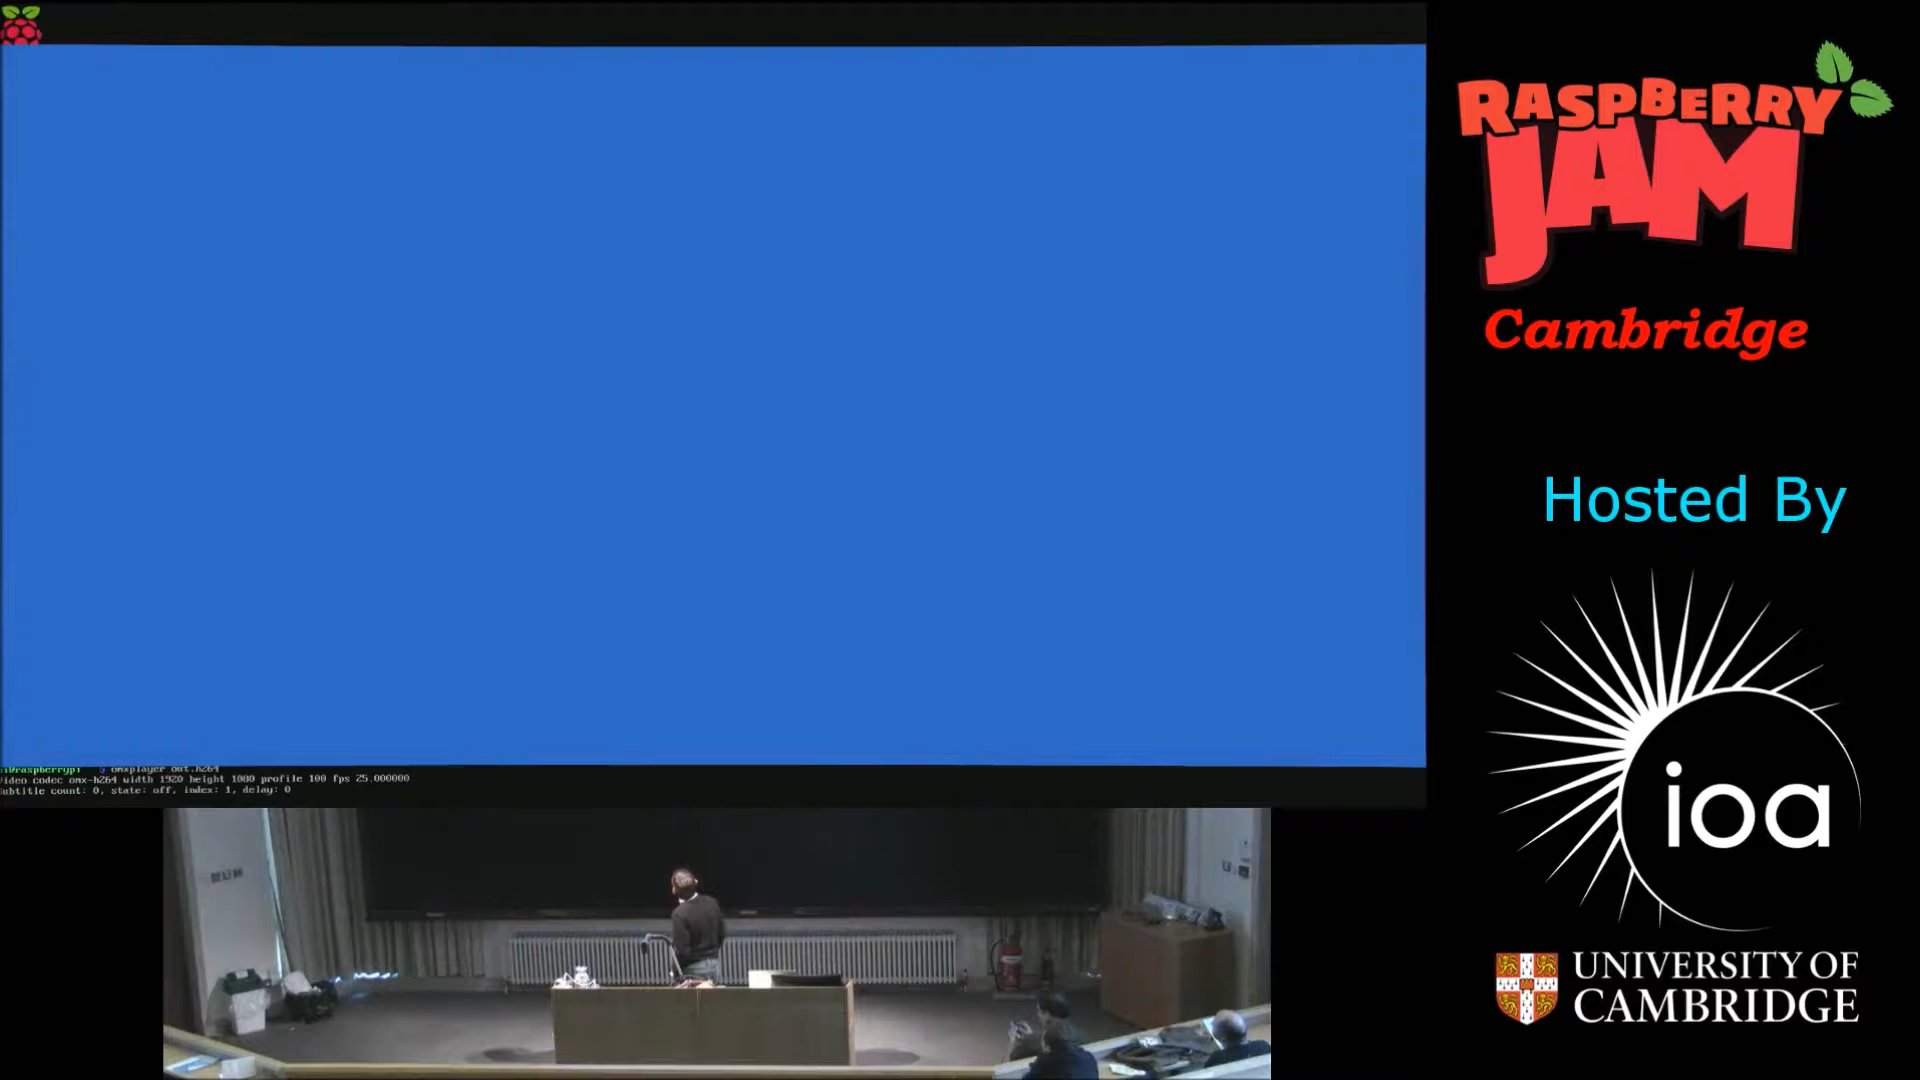 RASPBERRY
JAM
Cambridge
Hosted By
ioa
UNIVERSITY OF
CAMBRIDGE
omxplayer out.h264
Video codec omx-h264 width 1920 height 1080 profile 100 fps 25.000000
Subtitle count: 0, state: off, index: 1, delay: 0